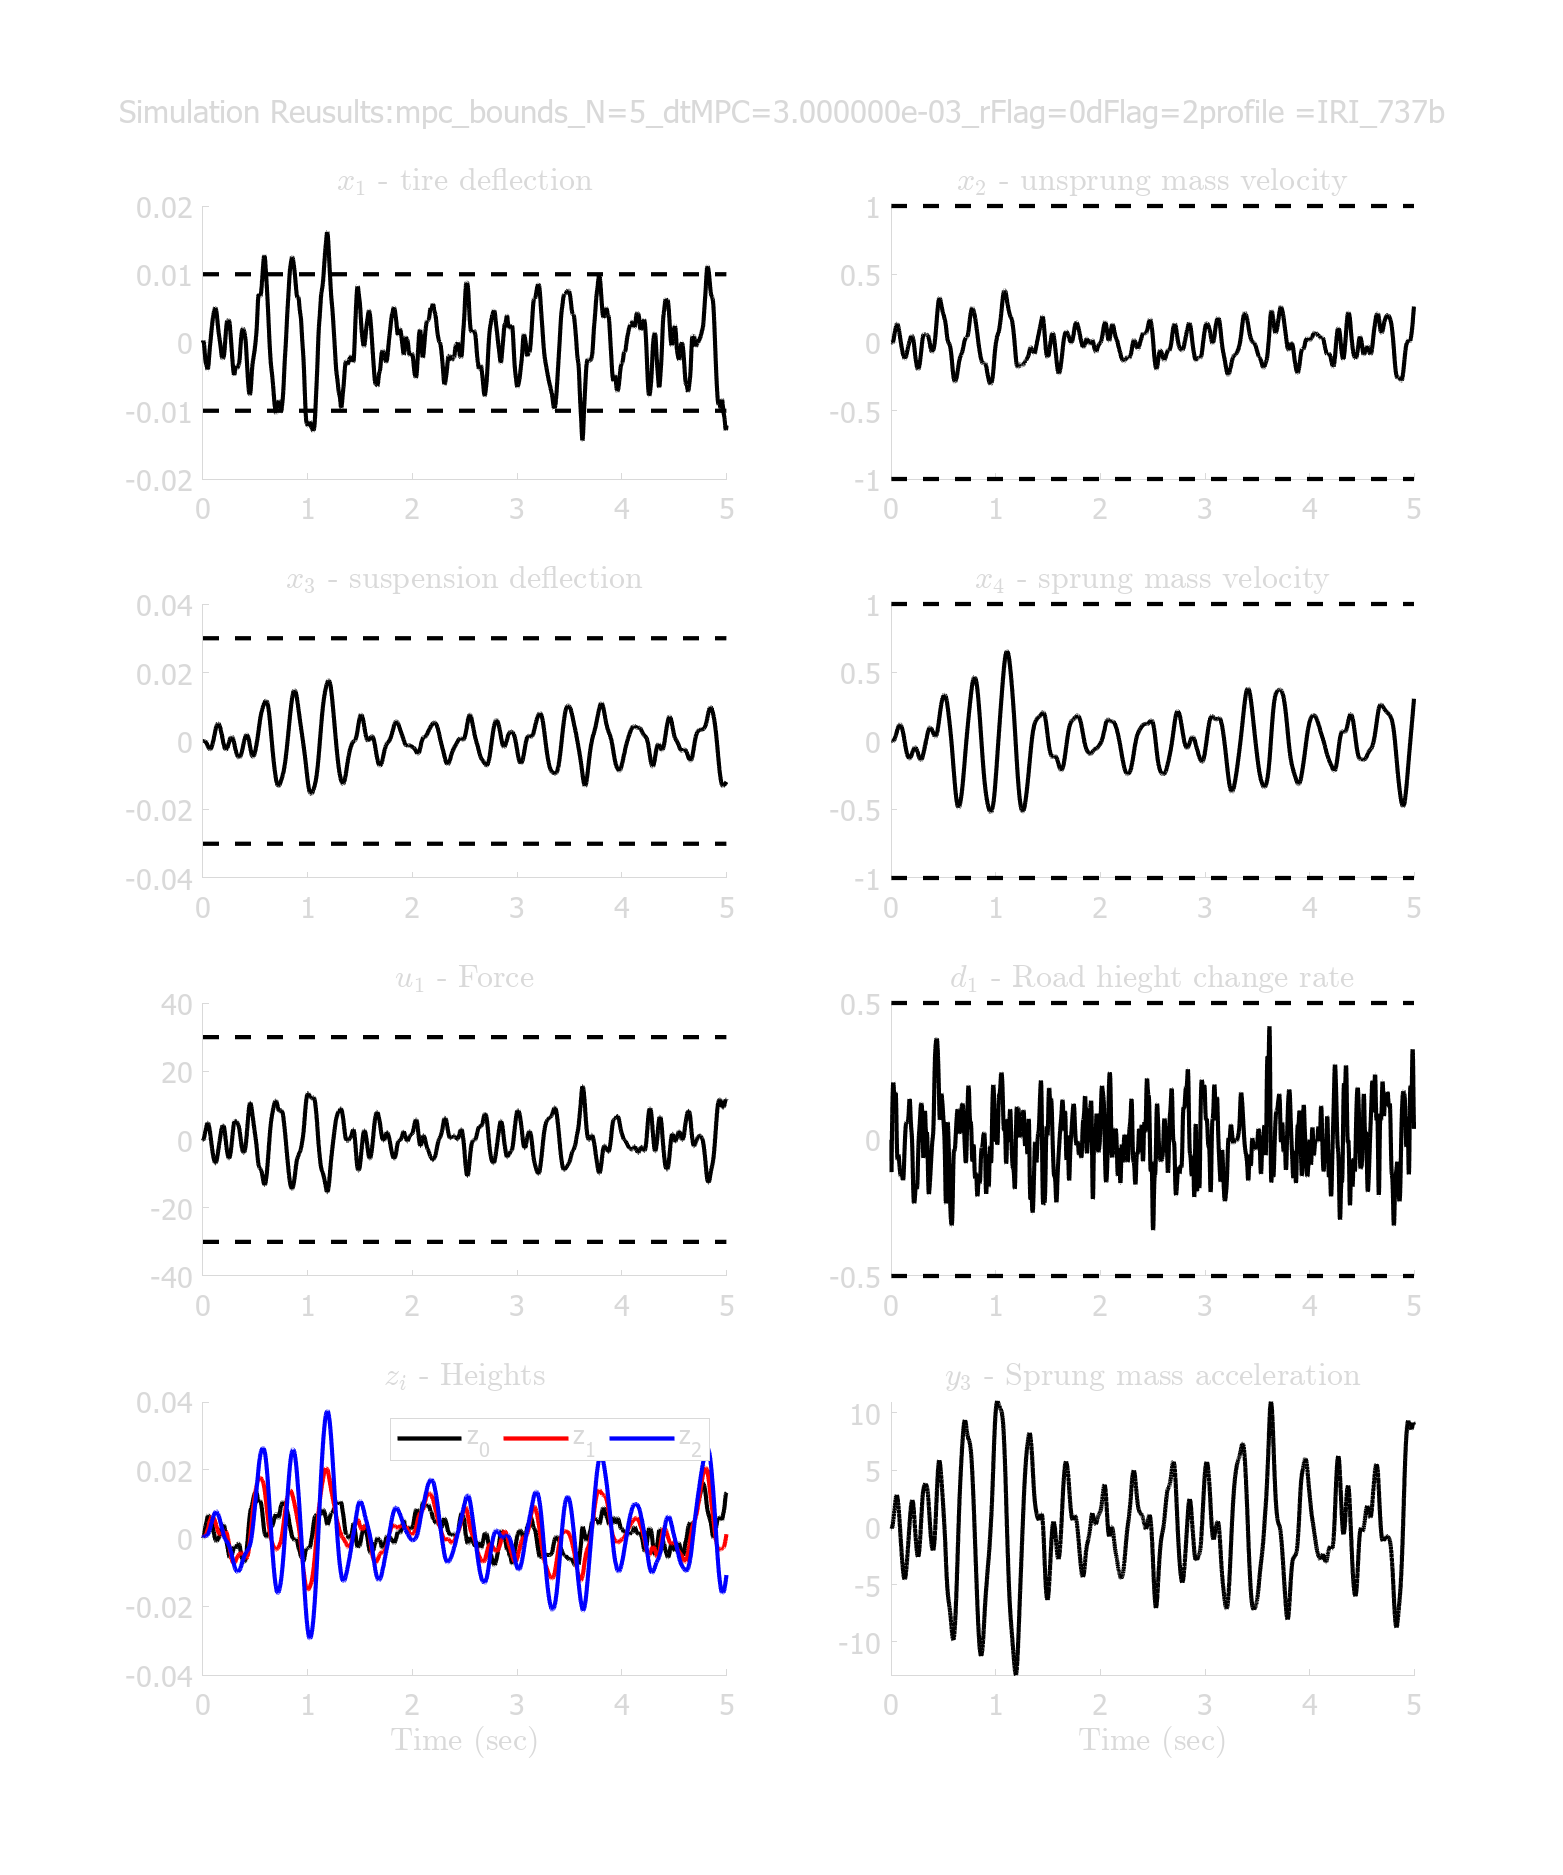 Simulation Reusults:mpc_bounds_N=5_dtMPC=3.000000e-03_rFlag=0dFlag=2profile =IRI_737b
x₁ - tire deflection
0.02
0.01
0
-0.01
-0.02
0 1 2 3 4 5
x₂ - unsprung mass velocity
1
0.5
0
-0.5
-1
0 1 2 3 4 5
x₃ - suspension deflection
0.04
0.02
0
-0.02
-0.04
0 1 2 3 4 5
x₄ - sprung mass velocity
1
0.5
0
-0.5
-1
0 1 2 3 4 5
u₁ - Force
40
20
0
-20
-40
0 1 2 3 4 5
d₁ - Road hieght change rate
0.5
0
-0.5
0 1 2 3 4 5
zᵢ - Heights
0.04
0.02
0
-0.02
-0.04
z₀ z₁ z₂
0 1 2 3 4 5
Time (sec)
y₃ - Sprung mass acceleration
10
5
0
-5
-10
0 1 2 3 4 5
Time (sec)